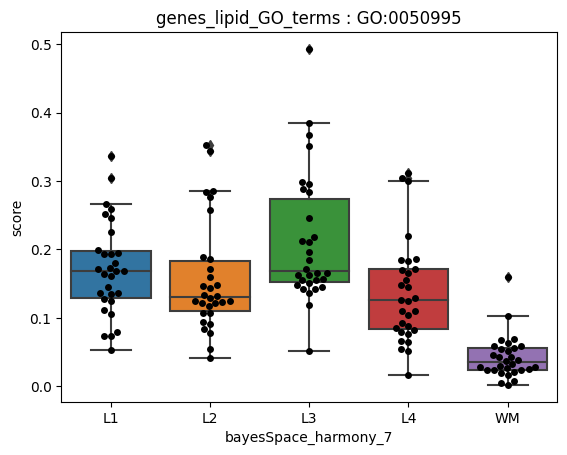 genes_lipid_GO_terms : GO:0050995
score
0.5
0.4
0.3
0.2
0.1
0.0
L1 L2 L3 L4 WM
bayesSpace_harmony_7